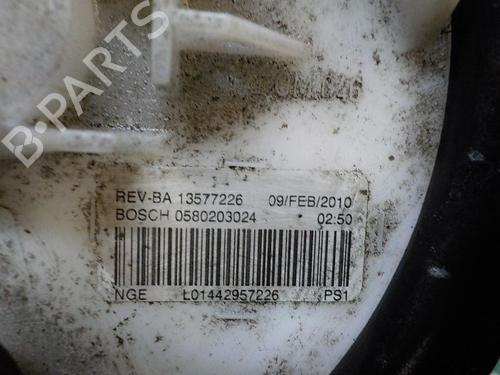 B-PARTS
REV-BA 13577226 09/FEB/2010
BOSCH 0580203024 02:50
NGE L01442957226 PS1